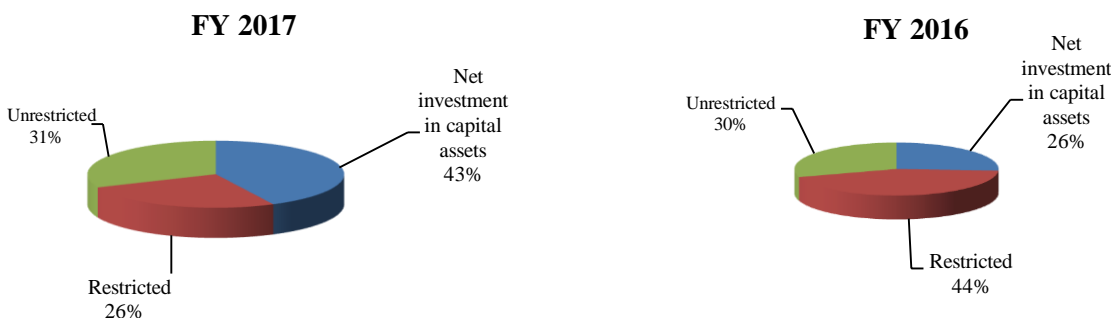 FY 2017
Net
investment
in capital
assets
43%
Unrestricted
31%
Restricted
26%
FY 2016
Net
investment
in capital
assets
26%
Unrestricted
30%
Restricted
44%